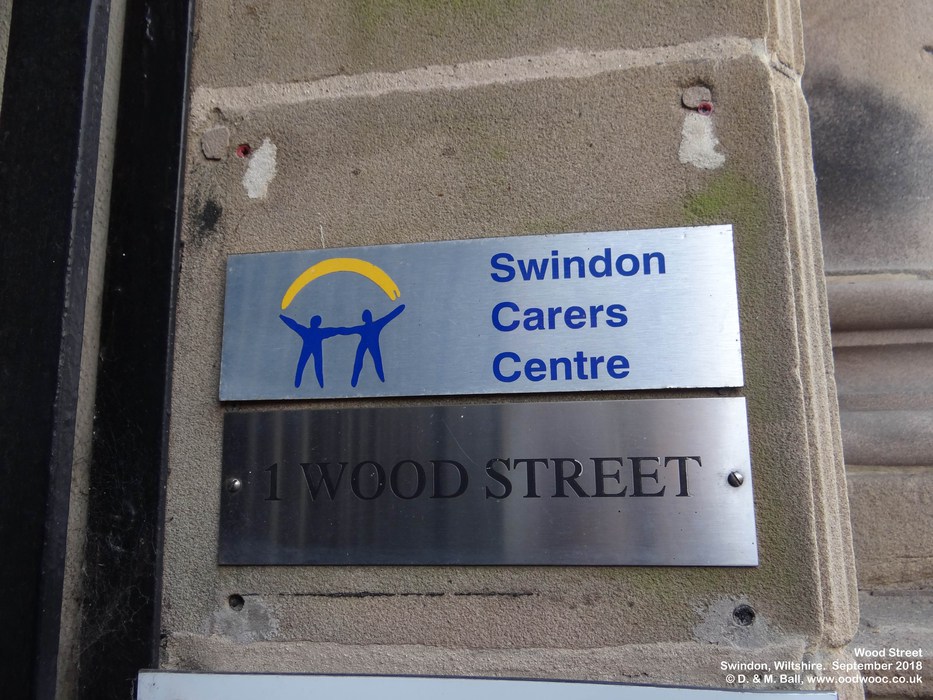 Swindon
Carers
Centre
1 WOOD STREET
Wood Street
Swindon, Wiltshire.  September 2018
© D. & M. Ball, www.oodwooc.co.uk